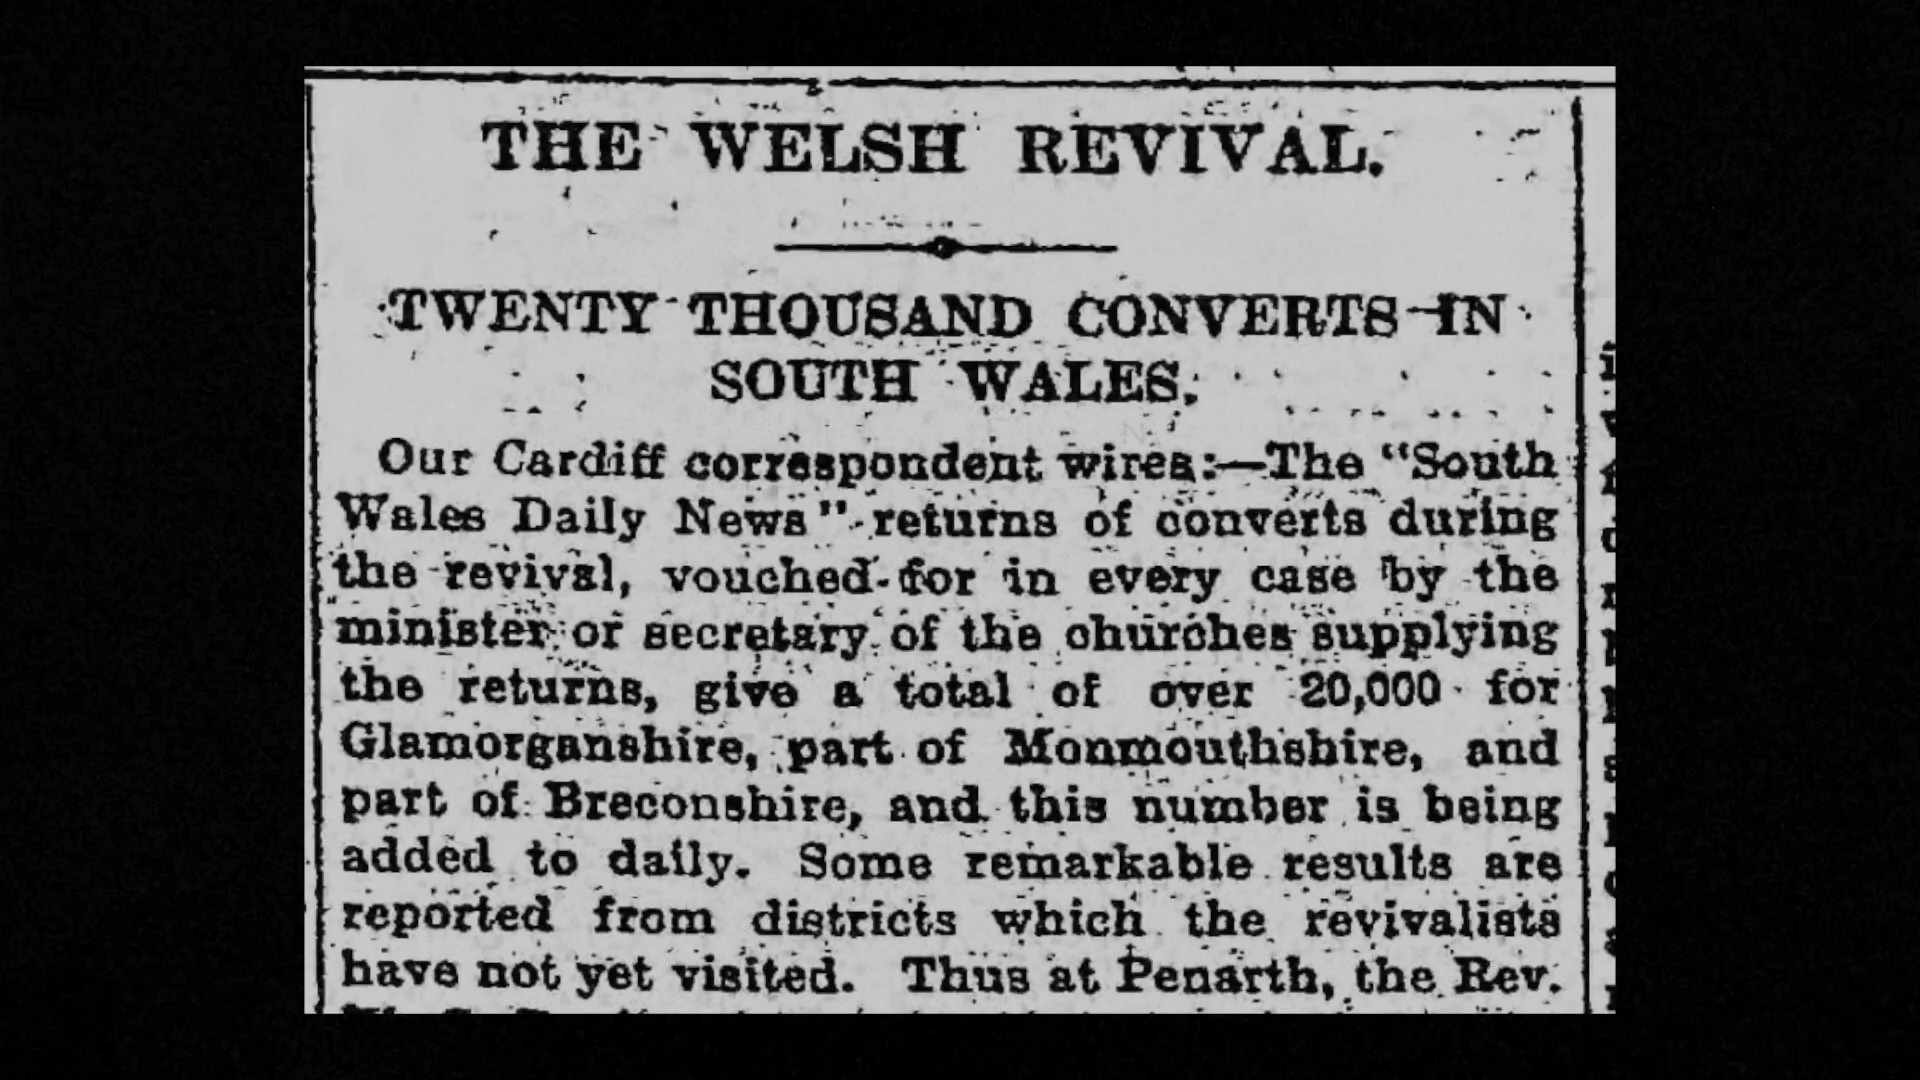 THE WELSH REVIVAL.
TWENTY THOUSAND CONVERTS IN
SOUTH WALES.
Our Cardiff correspondent wires:—The "South
Wales Daily News" returns of converts during
the revival, vouched for in every case by the
minister or secretary of the churches supplying
the returns, give a total of over 20,000 for
Glamorganshire, part of Monmouthshire, and
part of Breconshire, and this number is being
added to daily. Some remarkable results are
reported from districts which the revivalists
have not yet visited. Thus at Penarth, the Rev.